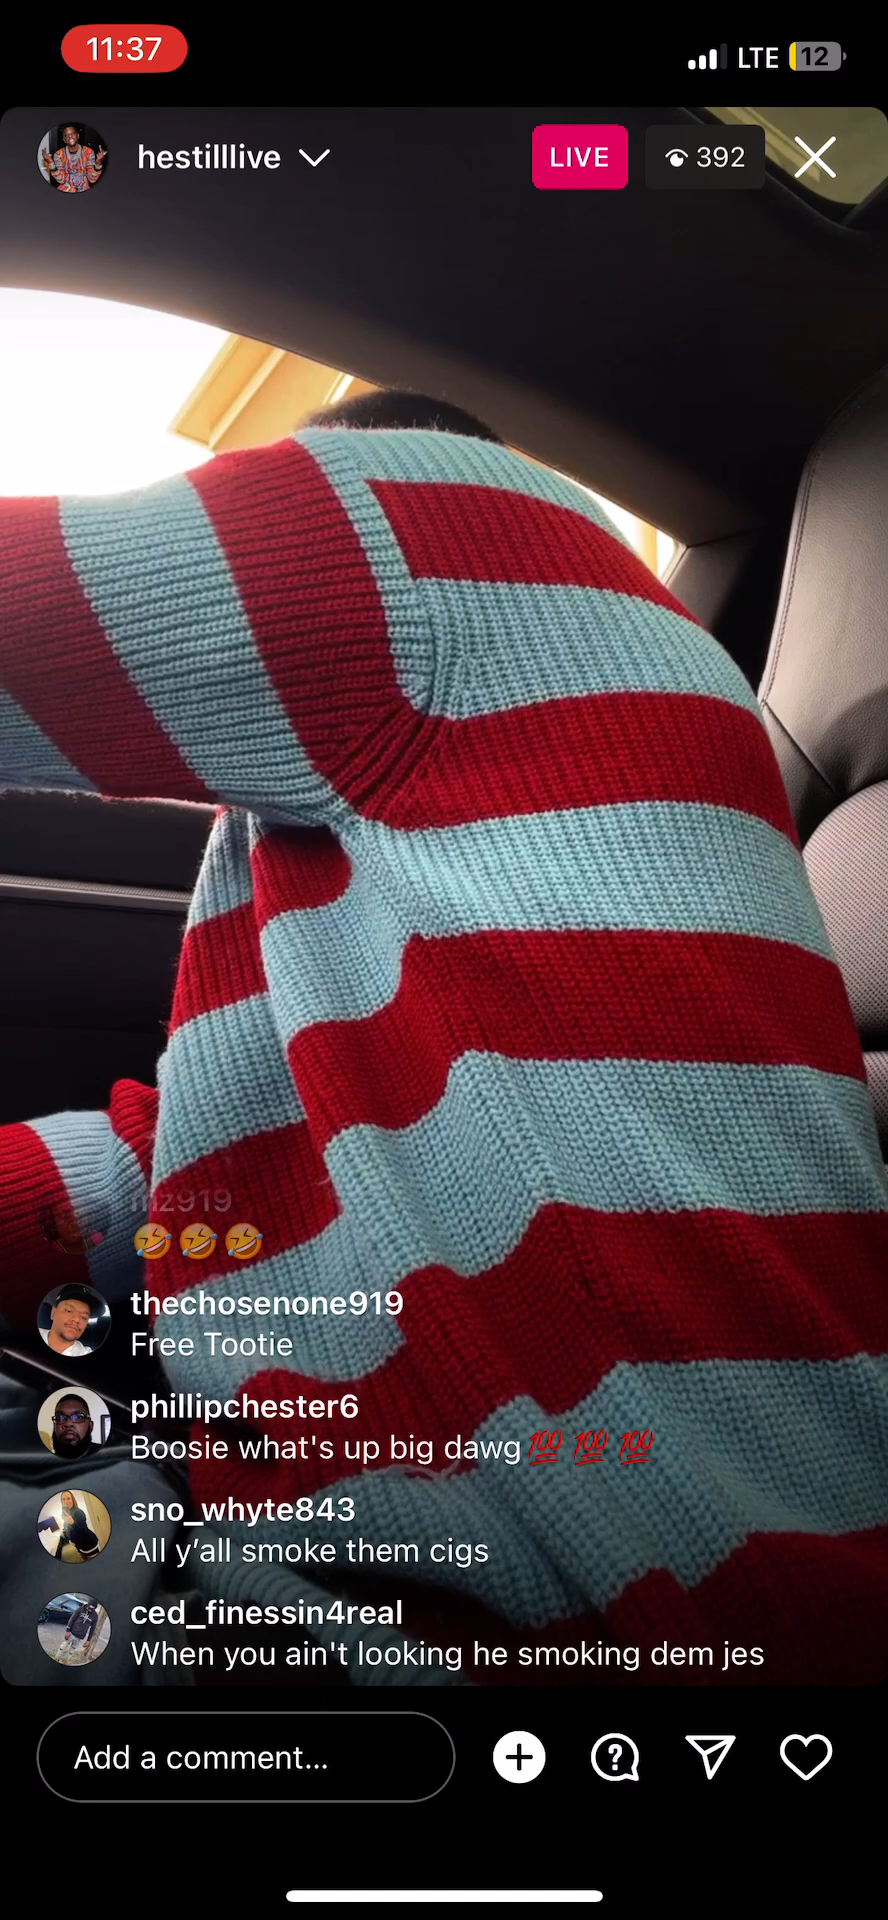 11:37
LTE 12
hestilllive
LIVE
392
mz919
🤣🤣🤣
thechosenone919
Free Tootie
phillipchester6
Boosie what's up big dawg💯💯💯
sno_whyte843
All y’all smoke them cigs
ced_finessin4real
When you ain't looking he smoking dem jes
Add a comment...